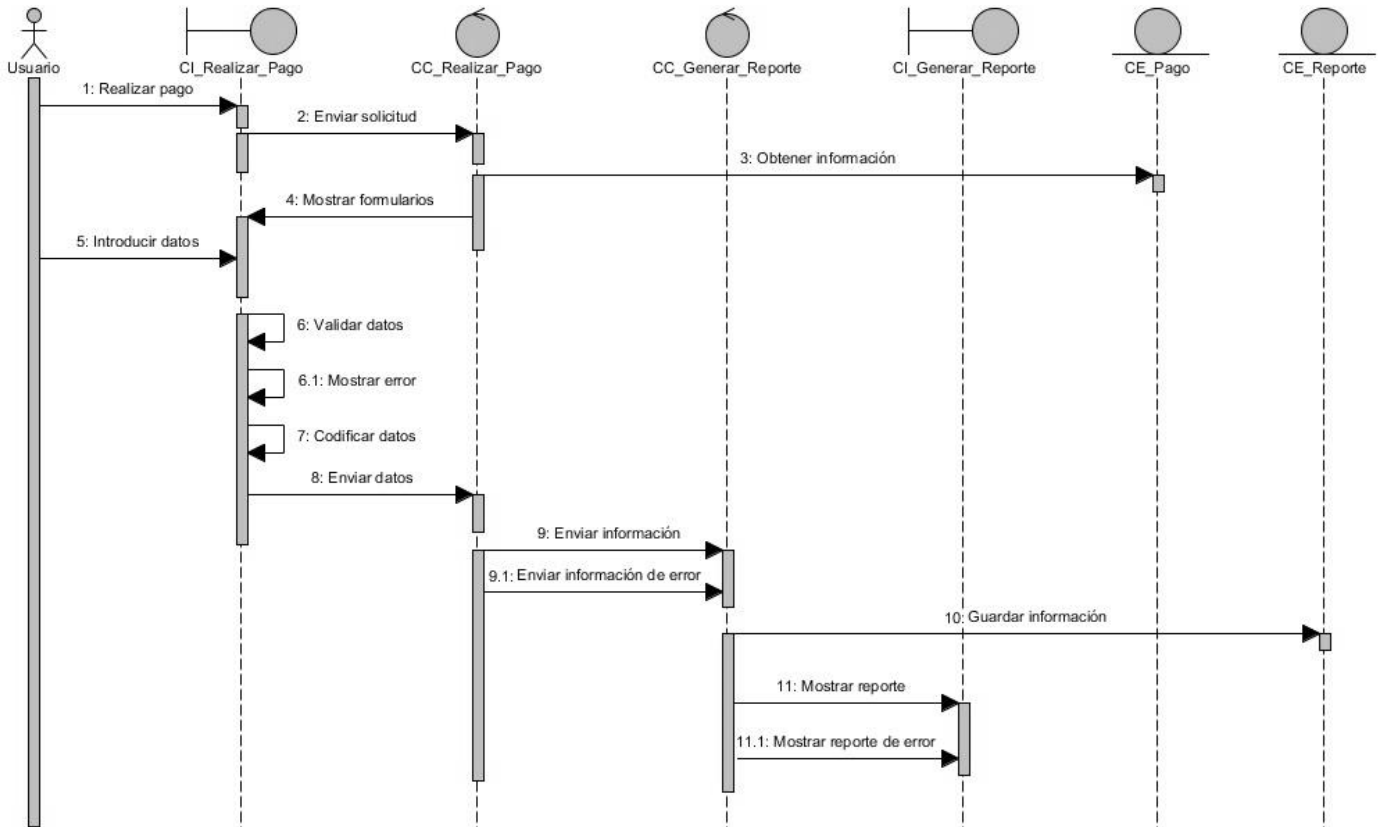 Usuario
CI_Realizar_Pago
CC_Realizar_Pago
CC_Generar_Reporte
CI_Generar_Reporte
CE_Pago
CE_Reporte
1: Realizar pago
2: Enviar solicitud
3: Obtener información
4: Mostrar formularios
5: Introducir datos
6: Validar datos
6.1: Mostrar error
7: Codificar datos
8: Enviar datos
9: Enviar información
9.1: Enviar información de error
10: Guardar información
11: Mostrar reporte
11.1: Mostrar reporte de error